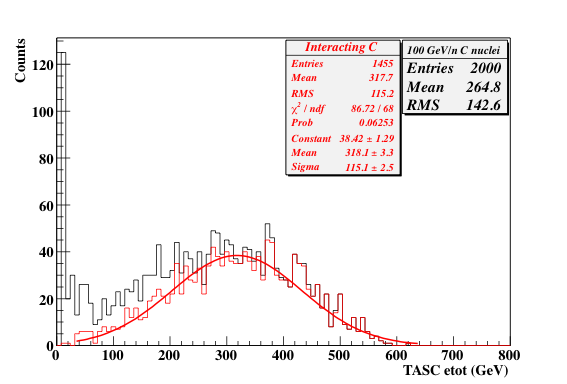 Counts
120
100
80
60
40
20
0
0 100 200 300 400 500 600 700 800
TASC etot (GeV)
Interacting C
Entries 1455
Mean 317.7
RMS 115.2
χ² / ndf 86.72 / 68
Prob 0.06253
Constant 38.42 ± 1.29
Mean 318.1 ± 3.3
Sigma 115.1 ± 2.5
100 GeV/n C nuclei
Entries 2000
Mean 264.8
RMS 142.6